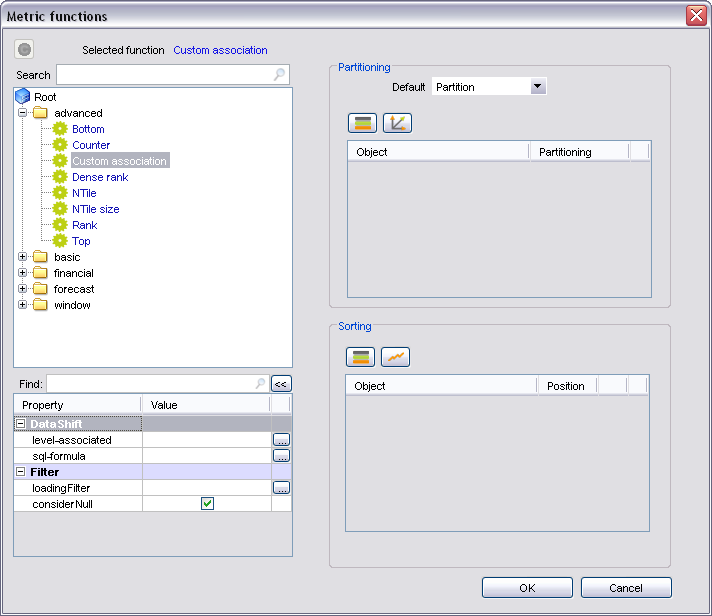 Metric functions
Selected function Custom association
Search
Root
advanced
Bottom
Counter
Custom association
Dense rank
NTile
NTile size
Rank
Top
basic
financial
forecast
window
Find: <<
Property Value
DataShift
level-associated ...
sql-formula ...
Filter
loadingFilter ...
considerNull
Partitioning
Default Partition
Object Partitioning
Sorting
Object Position
OK Cancel